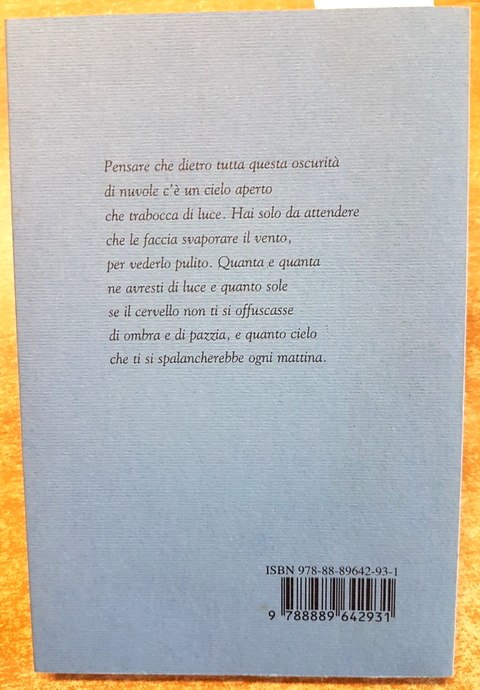 Pensare che dietro tutta questa oscurità
di nuvole c'è un cielo aperto
che trabocca di luce. Hai solo da attendere
che le faccia svaporare il vento,
per vederlo pulito. Quanta e quanta
ne avresti di luce e quanto sole
se il cervello non ti si offuscasse
di ombra e di pazzia, e quanto cielo
che ti si spalancherebbe ogni mattina.
ISBN 978-88-89642-93-1
9 788889 642931